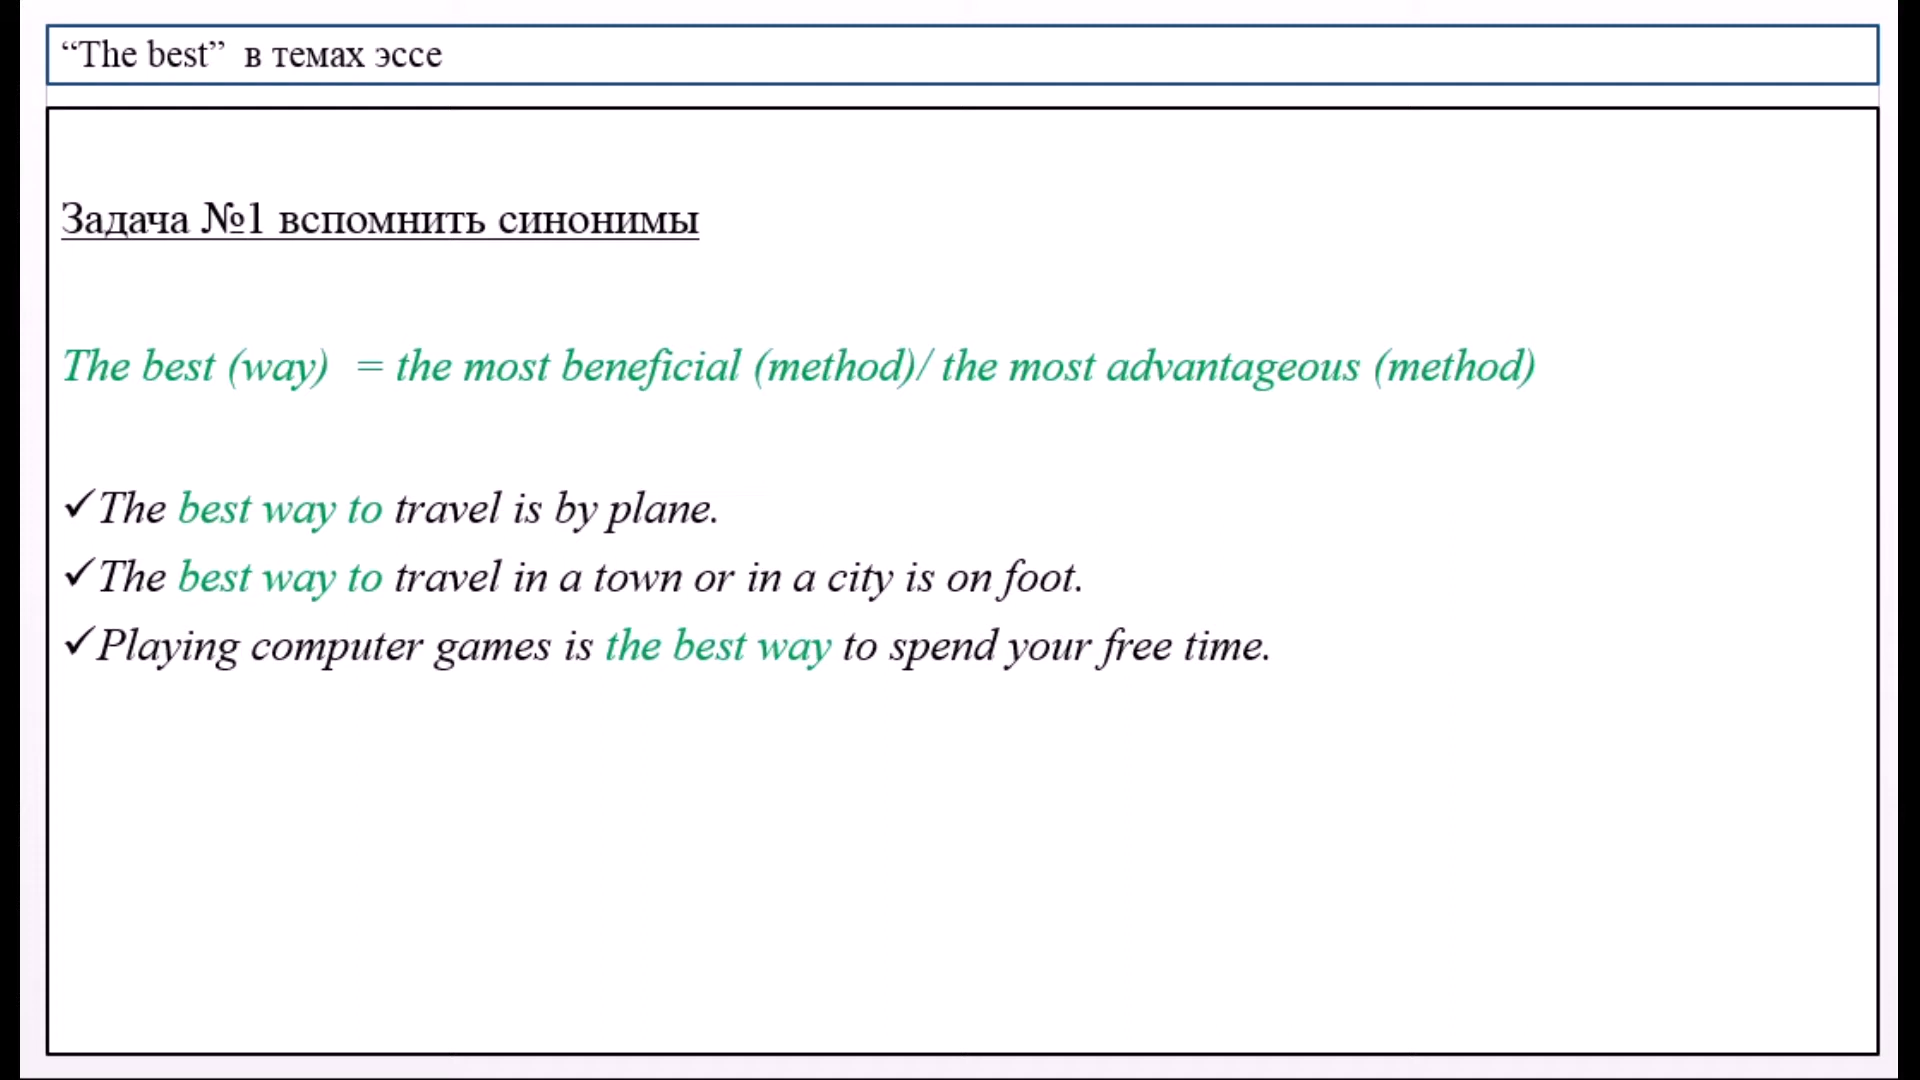 “The best” в темах эссе
Задача №1 вспомнить синонимы
The best (way) = the most beneficial (method)/ the most advantageous (method)
✓The best way to travel is by plane.
✓The best way to travel in a town or in a city is on foot.
✓Playing computer games is the best way to spend your free time.